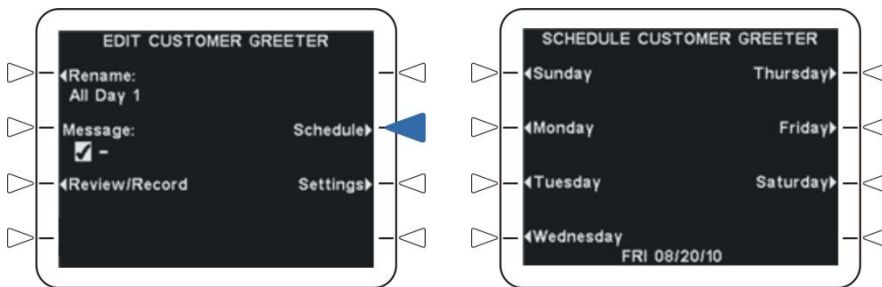 EDIT CUSTOMER GREETER
Rename:
All Day 1
Message:
Schedule
✔ -
Review/Record
Settings
SCHEDULE CUSTOMER GREETER
Sunday
Thursday
Monday
Friday
Tuesday
Saturday
Wednesday
FRI 08/20/10